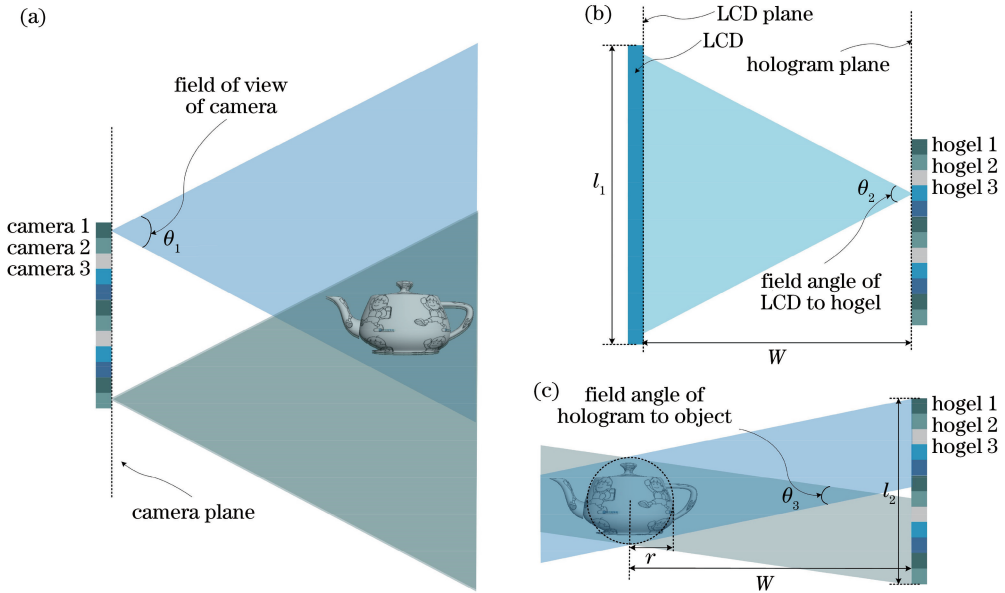 (a)
field of view
of camera
camera 1
camera 2
camera 3
θ1
camera plane
(b)
LCD plane
LCD
hologram plane
l1
θ2
hogel 1
hogel 2
hogel 3
field angle of
LCD to hogel
W
(c)
field angle of
hologram to object
hogel 1
hogel 2
hogel 3
θ3
l2
r
W